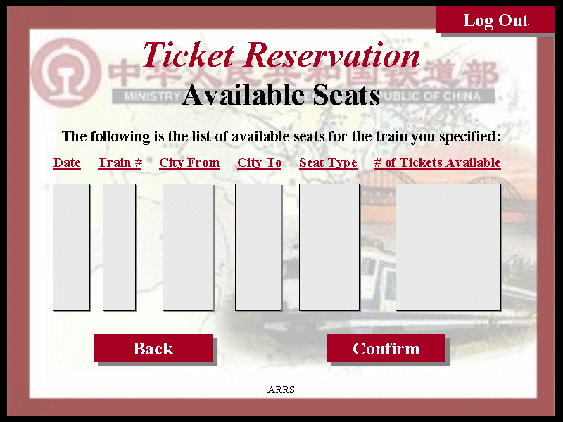 Log Out
Ticket Reservation
中华人民共和国铁道部
MINISTRY
PUBLIC OF CHINA
Available Seats
The following is the list of available seats for the train you specified:
Date Train # City From City To Seat Type # of Tickets Available
Back Confirm
ARRS